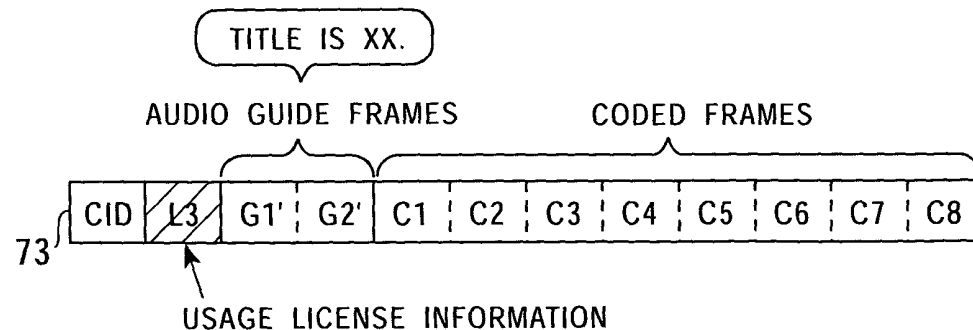 TITLE IS XX.
AUDIO GUIDE FRAMES CODED FRAMES
CID L3 G1' G2' C1 C2 C3 C4 C5 C6 C7 C8
73
USAGE LICENSE INFORMATION